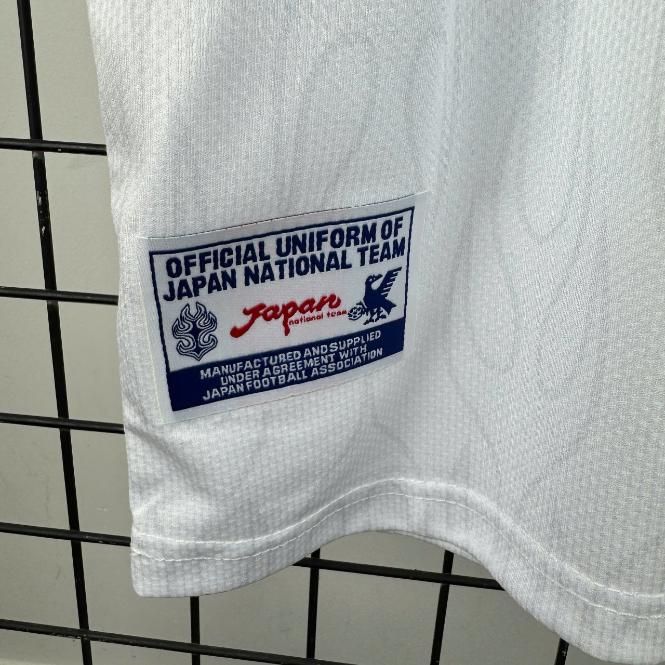 OFFICIAL UNIFORM OF
JAPAN NATIONAL TEAM
Japan
national team
MANUFACTURED AND SUPPLIED
UNDER AGREEMENT WITH
JAPAN FOOTBALL ASSOCIATION